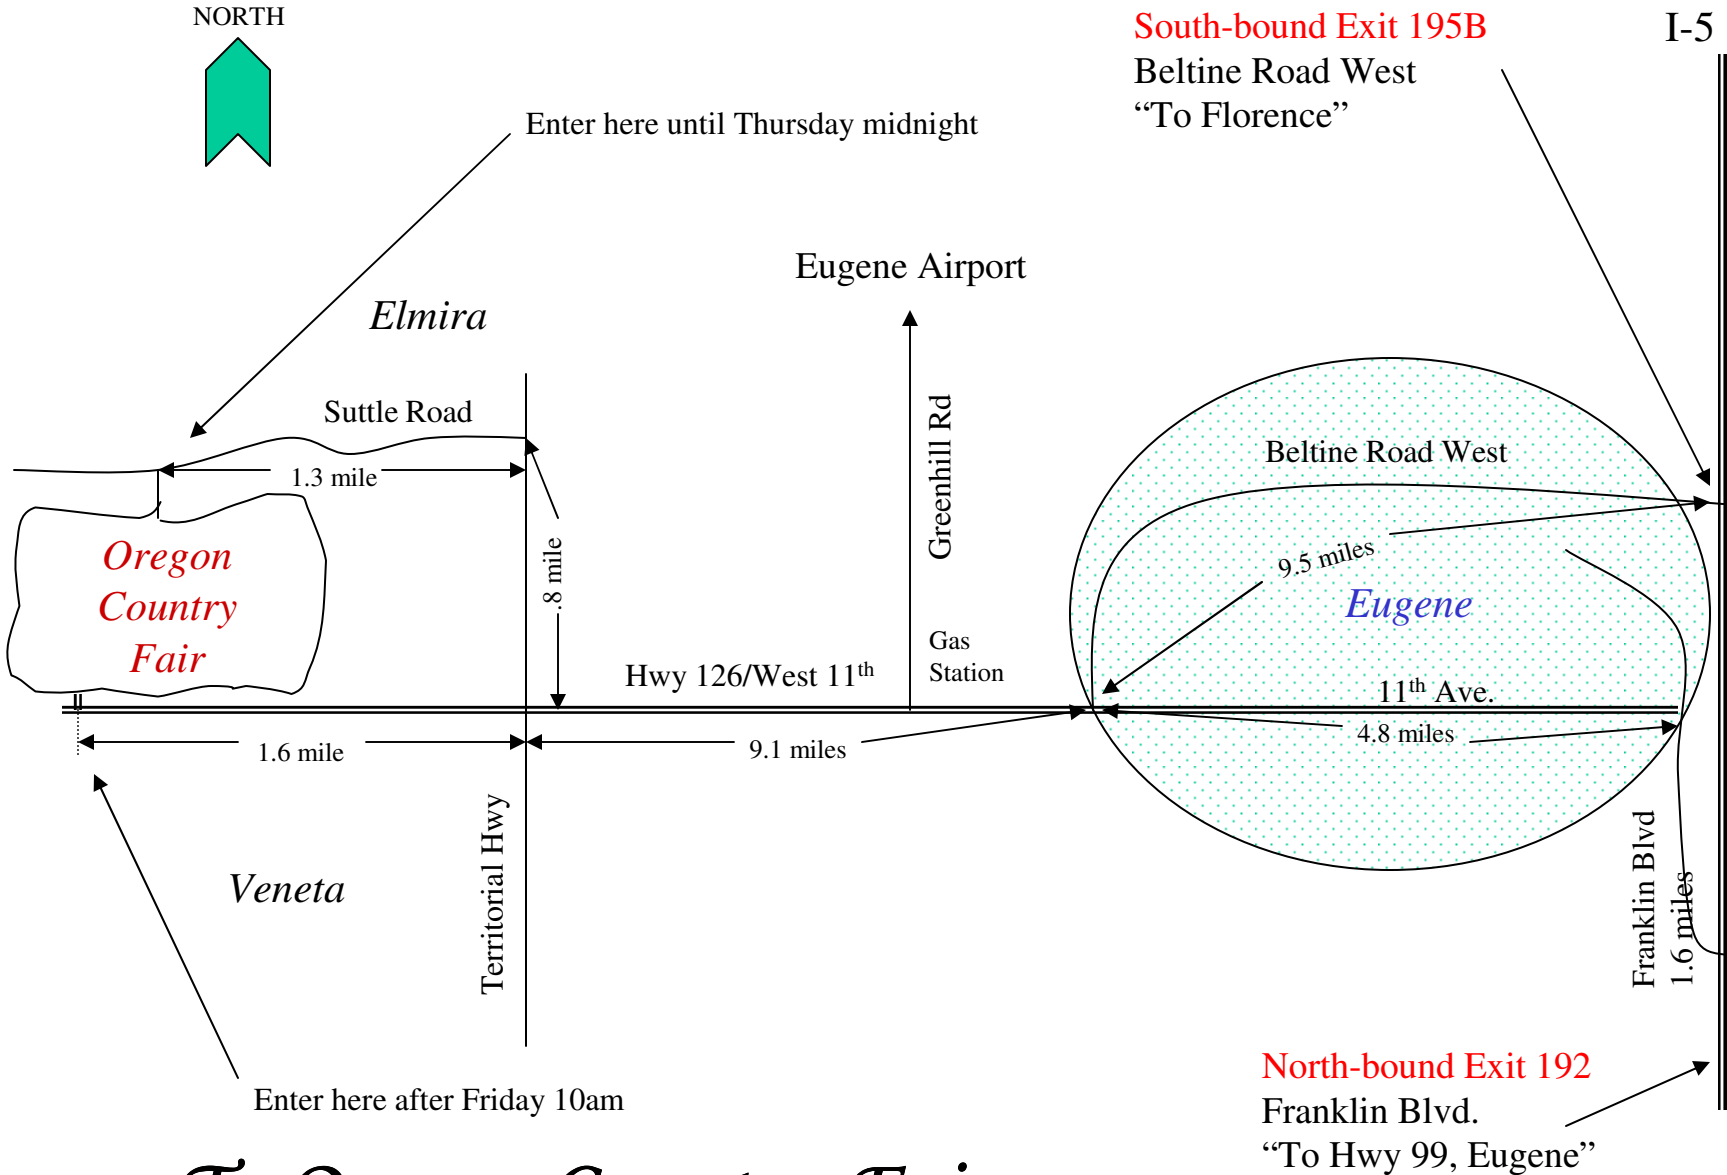 NORTH
South-bound Exit 195B
Beltine Road West
“To Florence”
I-5
Enter here until Thursday midnight
Eugene Airport
Elmira
Suttle Road
1.3 mile
Greenhill Rd
Beltine Road West
9.5 miles
Oregon
Country
Fair
.8 mile
Eugene
Gas
Station
Hwy 126/West 11th
11th Ave.
1.6 mile
9.1 miles
4.8 miles
Territorial Hwy
Veneta
Franklin Blvd
1.6 miles
Enter here after Friday 10am
North-bound Exit 192
Franklin Blvd.
“To Hwy 99, Eugene”
To Oregon Country Fair